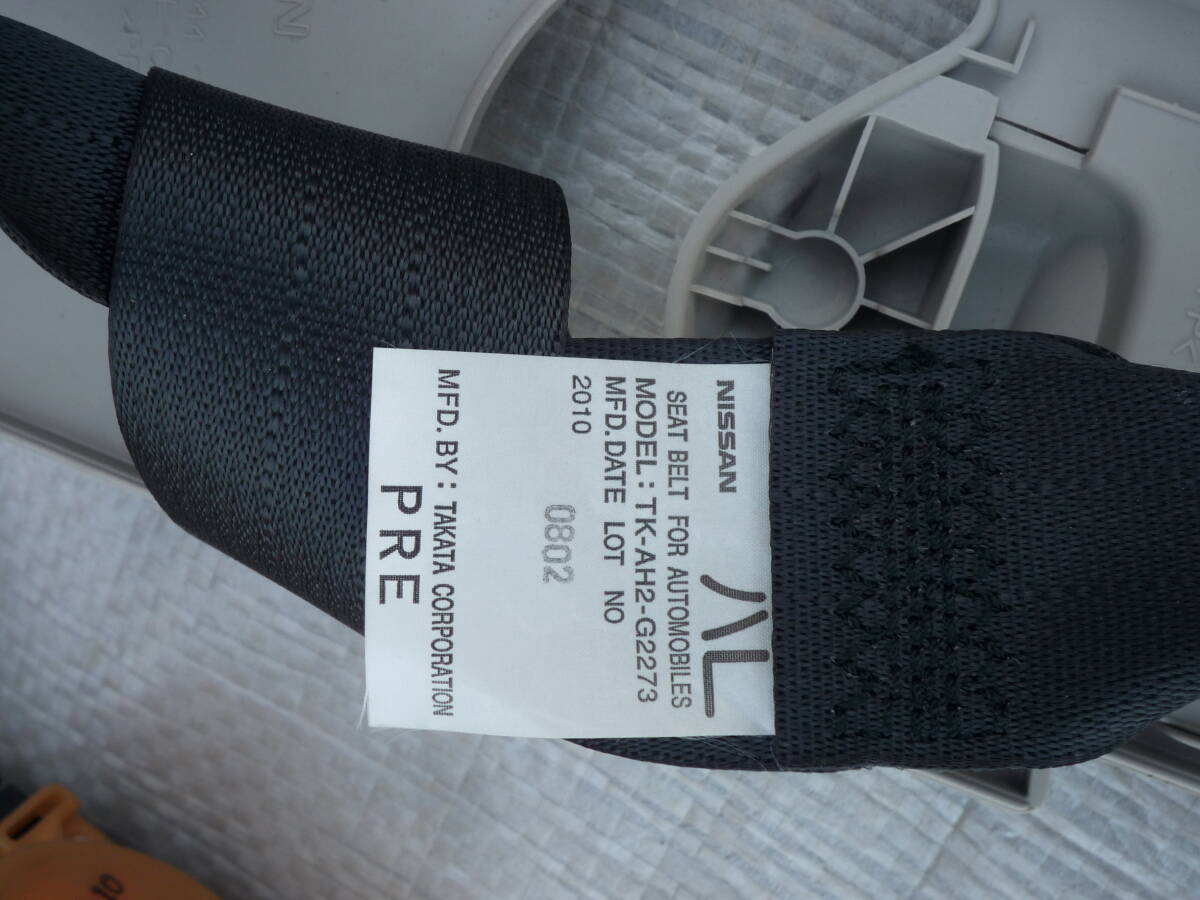 NISSAN
ハL
SEAT BELT FOR AUTOMOBILES
MODEL : TK-AH2-G2273
MFD. DATE LOT NO
2010
0802
MFD. BY : TAKATA CORPORATION
PRE
10